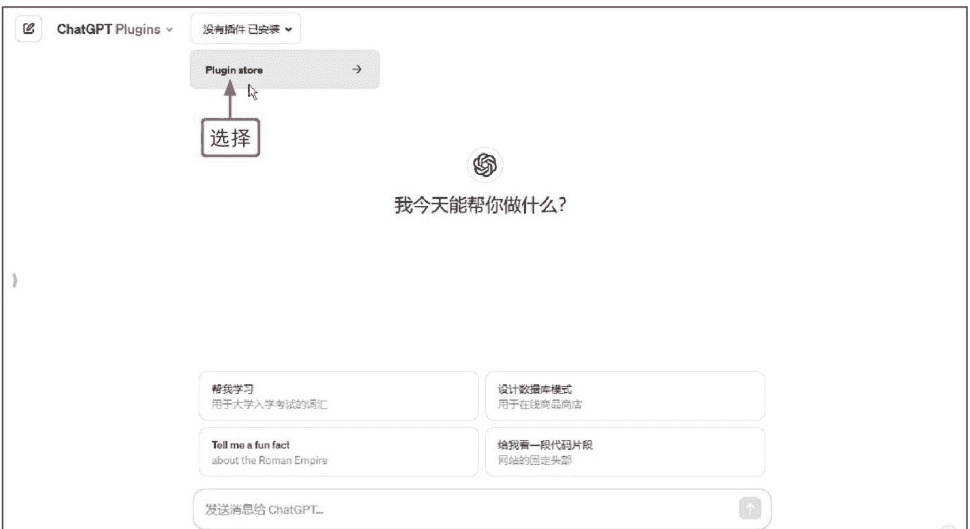 ChatGPT Plugins
没有插件 已安装
Plugin store
选择
我今天能帮你做什么？
帮我学习
用于大学入学考试的词汇
设计数据库模式
用于在线商品商店
Tell me a fun fact
about the Roman Empire
给我看一段代码片段
网站的固定头部
发送消息给 ChatGPT...